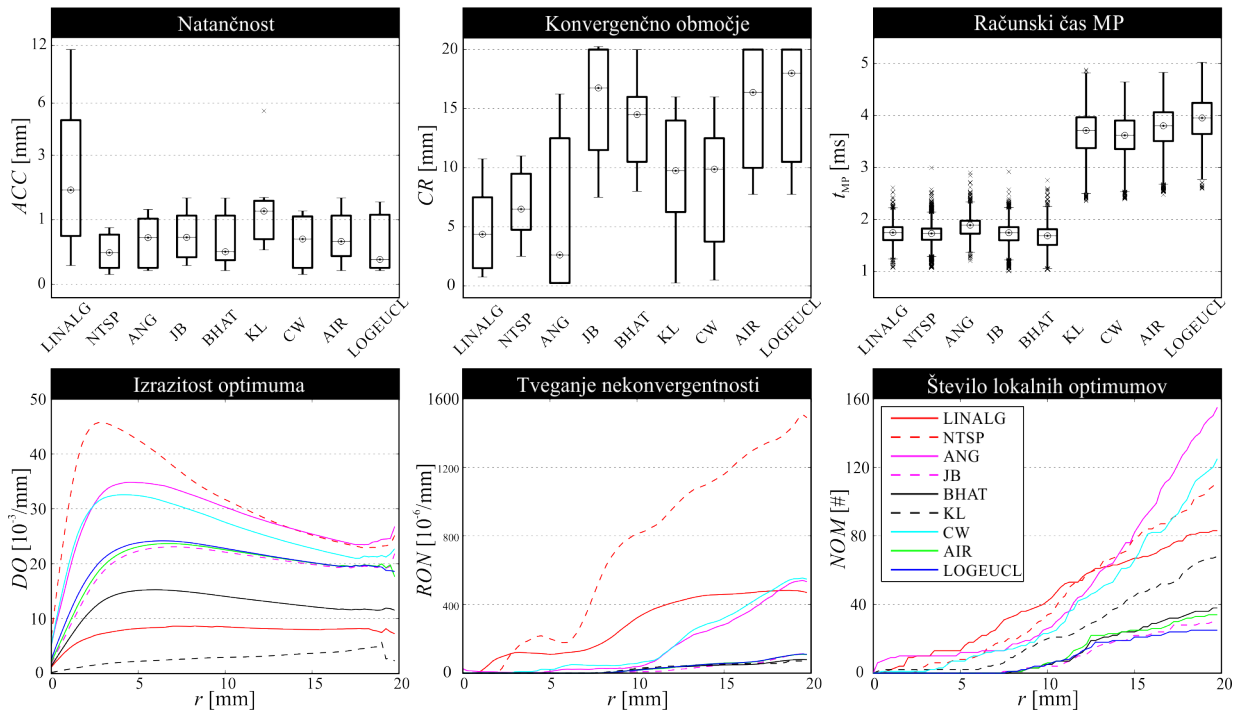 Natančnost
ACC [mm]
12
6
3
1
0
LINALG
NTSP
ANG
JB
BHAT
KL
CW
AIR
LOGEUCL
Konvergenčno območje
CR [mm]
20
15
10
5
0
LINALG
NTSP
ANG
JB
BHAT
KL
CW
AIR
LOGEUCL
Računski čas MP
tMP [ms]
5
4
3
2
1
LINALG
NTSP
ANG
JB
BHAT
KL
CW
AIR
LOGEUCL
Izrazitost optimuma
DO [10-3/mm]
50
40
30
20
10
0
0
5
10
15
20
r [mm]
Tveganje nekonvergentnosti
RON [10-6/mm]
1600
1200
800
400
0
0
5
10
15
20
r [mm]
Število lokalnih optimumov
NOM [#]
160
120
80
40
0
0
5
10
15
20
r [mm]
LINALG
NTSP
ANG
JB
BHAT
KL
CW
AIR
LOGEUCL